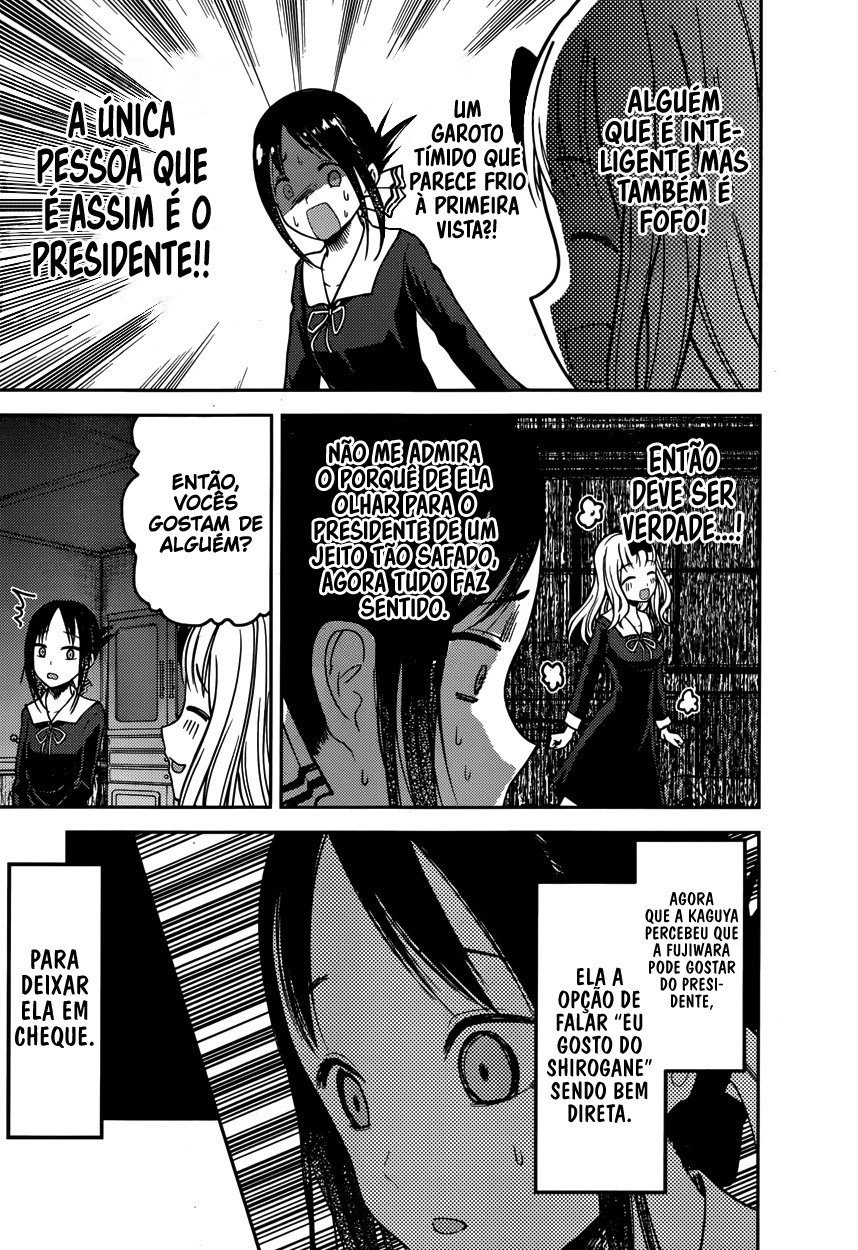 ALGUÉM
QUE É INTE-
LIGENTE MAS
TAMBÉM É
FOFO!
UM
GAROTO
TÍMIDO QUE
PARECE FRIO
À PRIMEIRA
VISTA?!
A ÚNICA
PESSOA QUE
É ASSIM É O
PRESIDENTE!!
ENTÃO
DEVE SER
VERDADE...!
NÃO ME ADMIRA
O PORQUÊ DE ELA
OLHAR PARA O
PRESIDENTE DE UM
JEITO TÃO SAFADO,
AGORA TUDO FAZ
SENTIDO.
ENTÃO,
VOCÊS
GOSTAM DE
ALGUÉM?
AGORA
QUE A KAGUYA
PERCEBEU QUE
A FUJIWARA
PODE GOSTAR
DO PRESI-
DENTE,
ELA A
OPÇÃO DE
FALAR "EU
GOSTO DO
SHIROGANE"
SENDO BEM
DIRETA.
PARA
DEIXAR
ELA EM
CHEQUE.